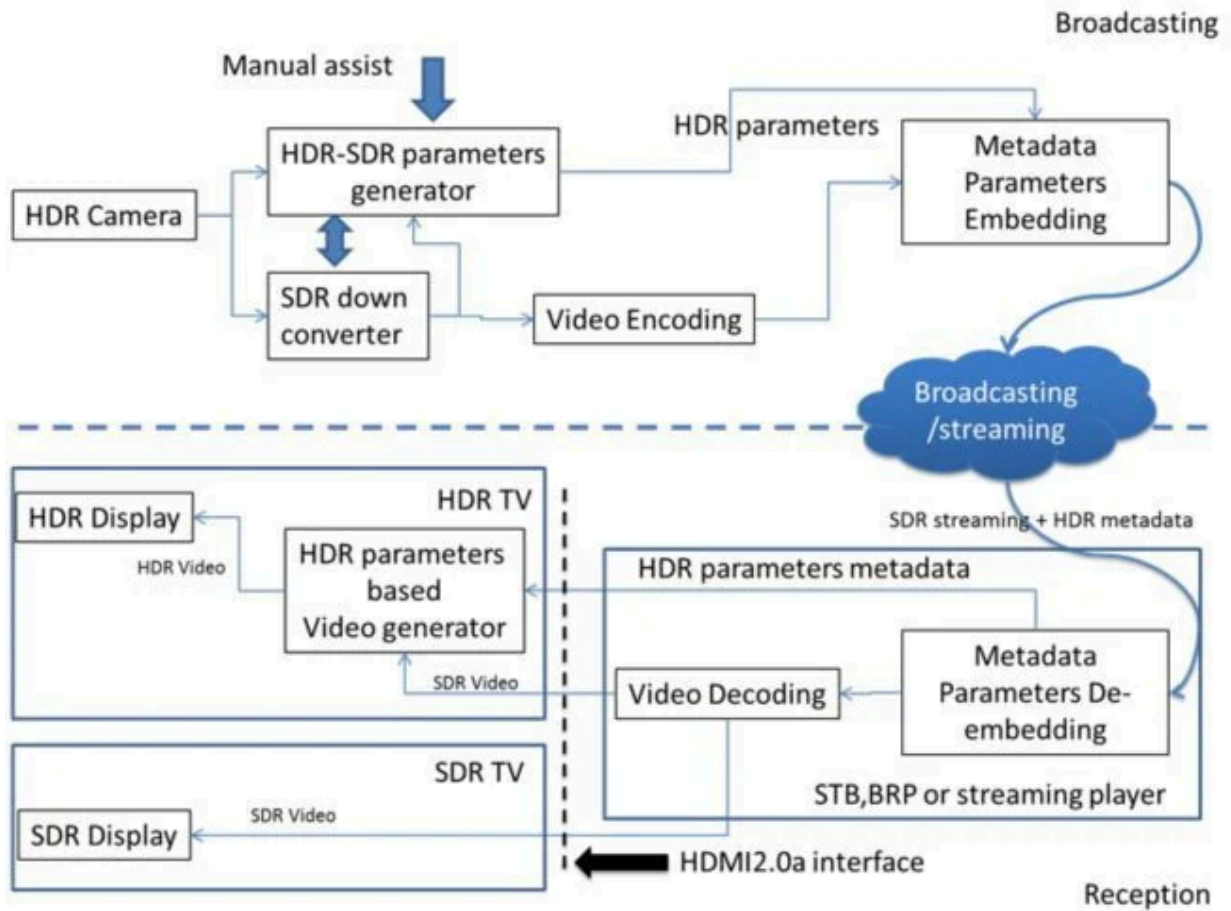 Broadcasting
Manual assist
HDR parameters
HDR-SDR parameters
generator
Metadata
Parameters
Embedding
HDR Camera
SDR down
converter
Video Encoding
Broadcasting
/streaming
HDR TV
HDR Display
SDR streaming + HDR metadata
HDR Video
HDR parameters
based
Video generator
HDR parameters metadata
SDR Video
Video Decoding
Metadata
Parameters De-
embedding
SDR TV
STB,BRP or streaming player
SDR Display
SDR Video
HDMI2.0a interface
Reception